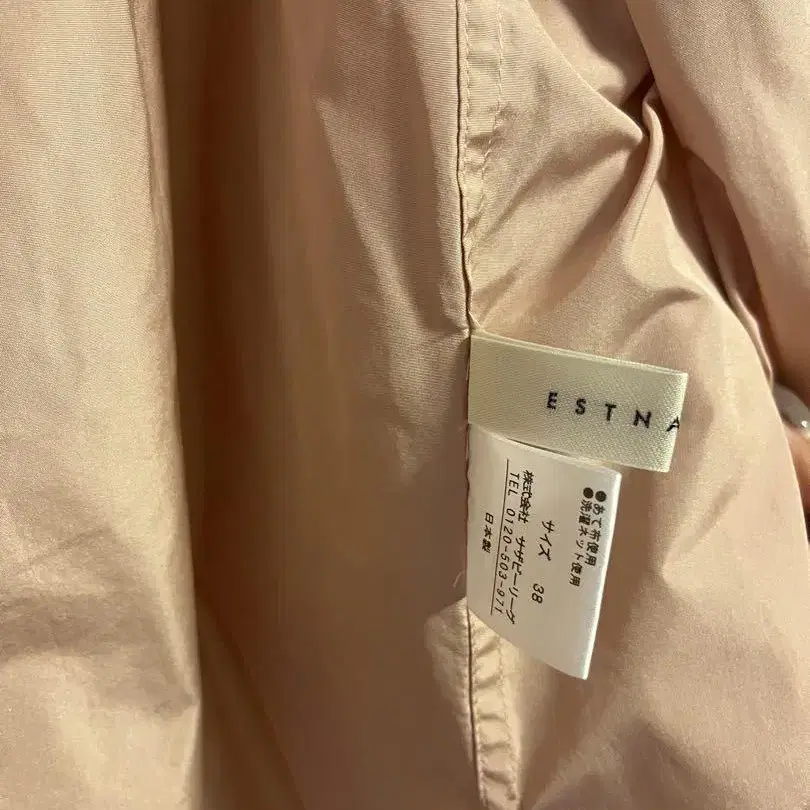 ESTNA
●あて布使用
●洗濯ネット使用
サイズ 38
株式会社 サザビーリーグ
TEL 0120-503-971
日本製